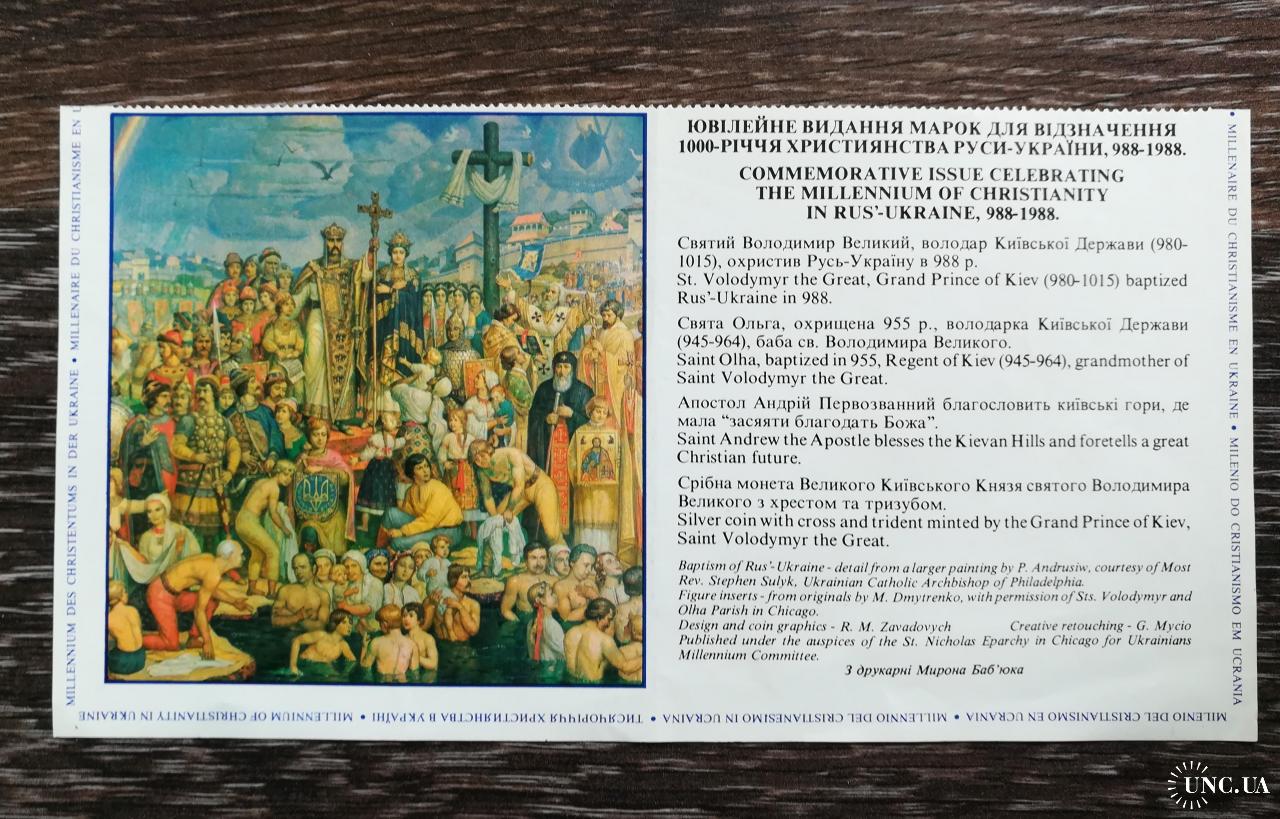 ЮВІЛЕЙНЕ ВИДАННЯ МАРОК ДЛЯ ВІДЗНАЧЕННЯ
1000-РІЧЧЯ ХРИСТИЯНСТВА РУСИ-УКРАЇНИ, 988-1988.
COMMEMORATIVE ISSUE CELEBRATING
THE MILLENNIUM OF CHRISTIANITY
IN RUS’-UKRAINE, 988-1988.
Святий Володимир Великий, володар Київської Держави (980-
1015), охристив Русь-Україну в 988 р.
St. Volodymyr the Great, Grand Prince of Kiev (980-1015) baptized
Rus’-Ukraine in 988.
Свята Ольга, охрищена 955 р., володарка Київської Держави
(945-964), баба св. Володимира Великого.
Saint Olha, baptized in 955, Regent of Kiev (945-964), grandmother of
Saint Volodymyr the Great.
Апостол Андрій Первозванний благословить київські гори, де
мала “засяяти благодать Божа”.
Saint Andrew the Apostle blesses the Kievan Hills and foretells a great
Christian future.
Срібна монета Великого Київського Князя святого Володимира
Великого з хрестом та тризубом.
Silver coin with cross and trident minted by the Grand Prince of Kiev,
Saint Volodymyr the Great.
Baptism of Rus’-Ukraine - detail from a larger painting by P. Andrusiw, courtesy of Most
Rev. Stephen Sulyk, Ukrainian Catholic Archbishop of Philadelphia.
Figure inserts - from originals by M. Dmytrenko, with permission of Sts. Volodymyr and
Olha Parish in Chicago.
Design and coin graphics - R. M. Zavadovych Creative retouching - G. Mycio
Published under the auspices of the St. Nicholas Eparchy in Chicago for Ukrainians
Millennium Committee.
З друкарні Мирона Баб’юка
• MILLENAIRE DU CHRISTIANISME EN UKRAINE • MILENIO DO CRISTIANISMO EM UCRANIA
MILENIO DEL CRISTIANISMO EN UCRANIA • MILLENNIO DEL CRISTIANESIMO IN UCRAINA • ТИСЯЧОРІЧЧЯ ХРИСТИЯНСТВА В УКРАЇНІ • MILLENNIUM OF CHRISTIANITY IN UKRAINE
MILLENNIUM DES CHRISTENTUMS IN DER UKRAINE • MILLENAIRE DU CHRISTIANISME EN U
UNC.UA